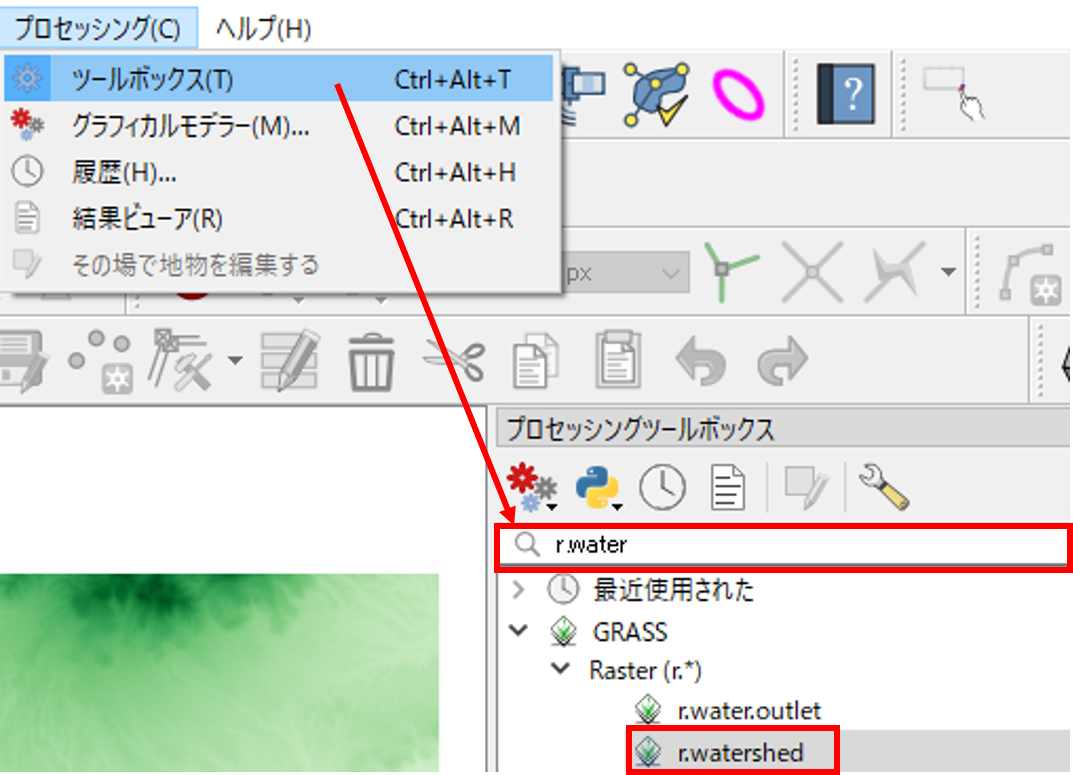 プロセッシング(C) ヘルプ(H)
ツールボックス(T) Ctrl+Alt+T
グラフィカルモデラー(M)... Ctrl+Alt+M
履歴(H)... Ctrl+Alt+H
結果ビューア(R) Ctrl+Alt+R
その場で地物を編集する
px
プロセッシングツールボックス
r.water
最近使用された
GRASS
Raster (r.*)
r.water.outlet
r.watershed